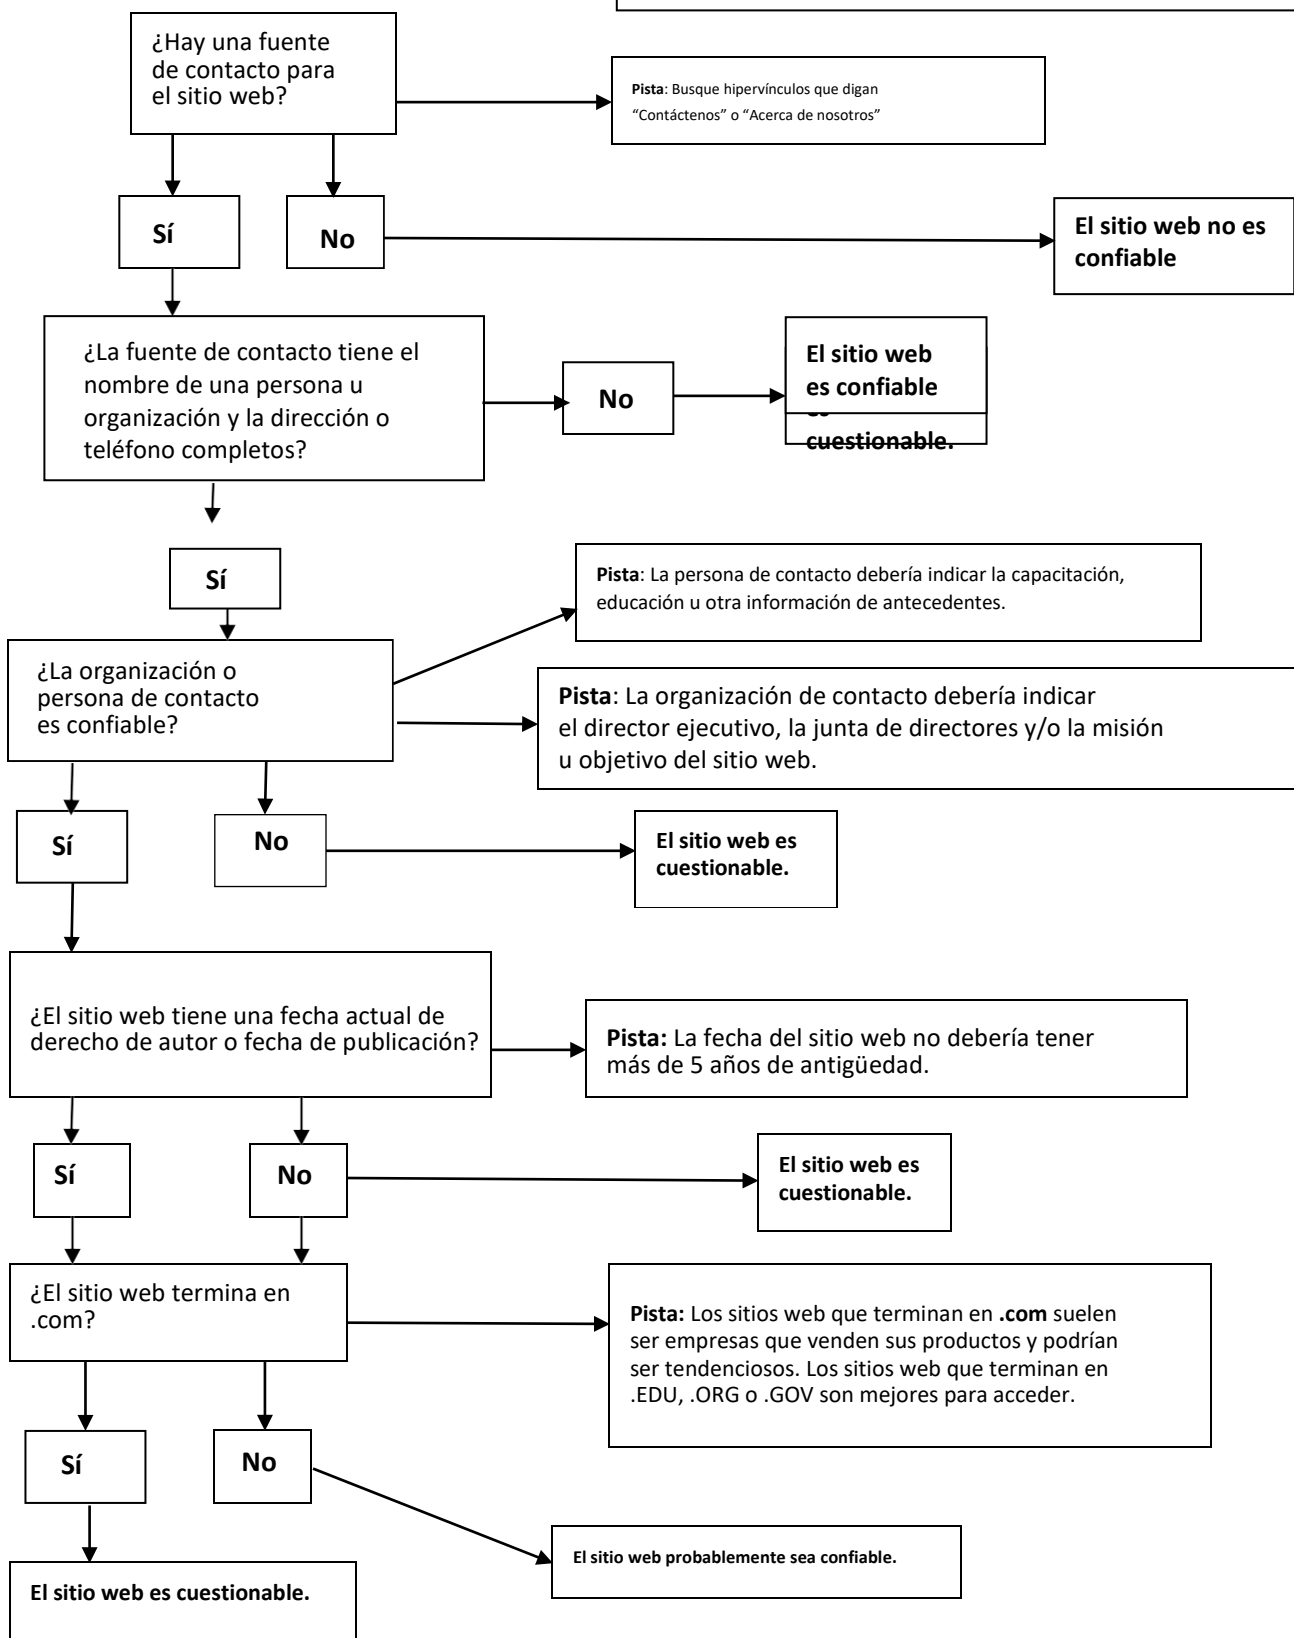 ¿Hay una fuente
de contacto para
el sitio web?
Pista: Busque hipervínculos que digan
“Contáctenos” o “Acerca de nosotros”
Sí
No
El sitio web no es
confiable
¿La fuente de contacto tiene el
nombre de una persona u
organización y la dirección o
teléfono completos?
No
El sitio web
es confiable
cuestionable.
Sí
Pista: La persona de contacto debería indicar la capacitación,
educación u otra información de antecedentes.
¿La organización o
persona de contacto
es confiable?
Pista: La organización de contacto debería indicar
el director ejecutivo, la junta de directores y/o la misión
u objetivo del sitio web.
Sí
No
El sitio web es
cuestionable.
¿El sitio web tiene una fecha actual de
derecho de autor o fecha de publicación?
Pista: La fecha del sitio web no debería tener
más de 5 años de antigüedad.
Sí
No
El sitio web es
cuestionable.
¿El sitio web termina en
.com?
Pista: Los sitios web que terminan en .com suelen
ser empresas que venden sus productos y podrían
ser tendenciosos. Los sitios web que terminan en
.EDU, .ORG o .GOV son mejores para acceder.
Sí
No
El sitio web probablemente sea confiable.
El sitio web es cuestionable.